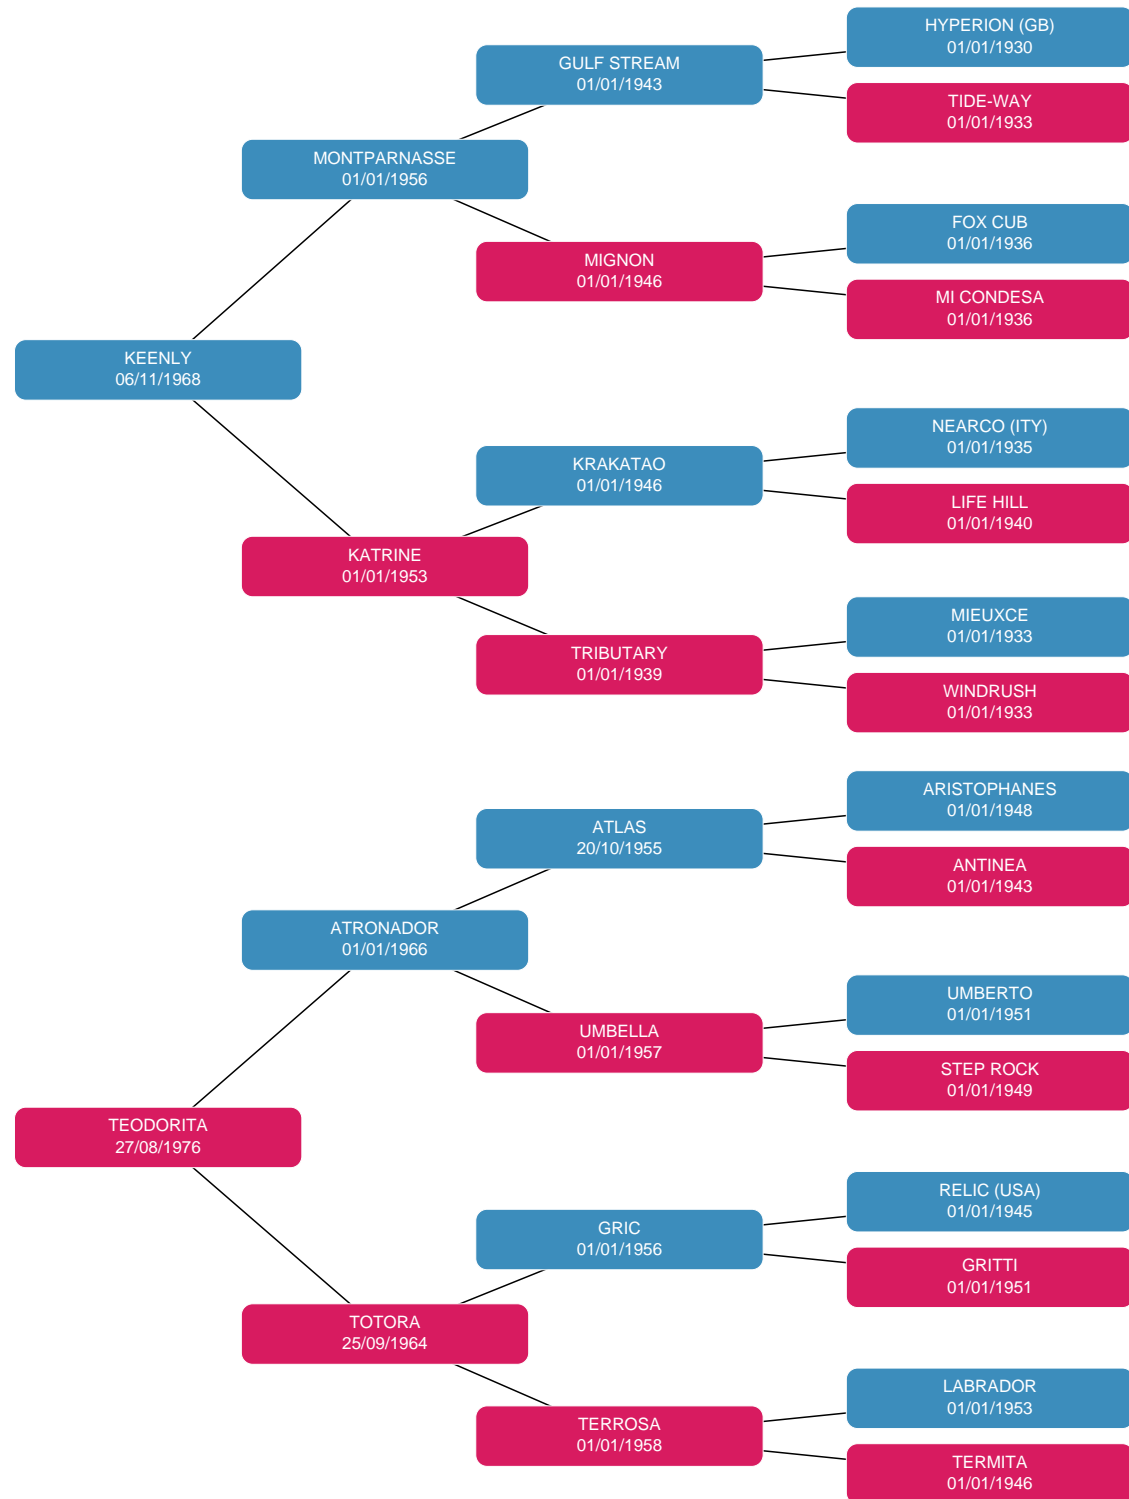 HYPERION (GB)
01/01/1930
GULF STREAM
01/01/1943
TIDE-WAY
01/01/1933
MONTPARNASSE
01/01/1956
FOX CUB
01/01/1936
MIGNON
01/01/1946
MI CONDESA
01/01/1936
KEENLY
06/11/1968
NEARCO (ITY)
01/01/1935
KRAKATAO
01/01/1946
LIFE HILL
01/01/1940
KATRINE
01/01/1953
MIEUXCE
01/01/1933
TRIBUTARY
01/01/1939
WINDRUSH
01/01/1933
ARISTOPHANES
01/01/1948
ATLAS
20/10/1955
ANTINEA
01/01/1943
ATRONADOR
01/01/1966
UMBERTO
01/01/1951
UMBELLA
01/01/1957
STEP ROCK
01/01/1949
TEODORITA
27/08/1976
RELIC (USA)
01/01/1945
GRIC
01/01/1956
GRITTI
01/01/1951
TOTORA
25/09/1964
LABRADOR
01/01/1953
TERROSA
01/01/1958
TERMITA
01/01/1946